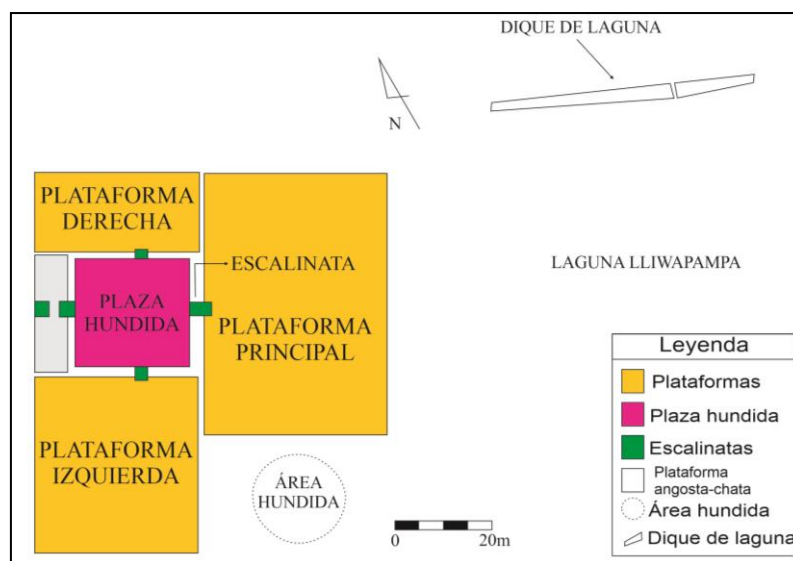 DIQUE DE LAGUNA
N
PLATAFORMA
DERECHA
ESCALINATA
PLAZA
HUNDIDA
PLATAFORMA
PRINCIPAL
LAGUNA LLIWAPAMPA
PLATAFORMA
IZQUIERDA
ÁREA
HUNDIDA
0 20m
Leyenda
Plataformas
Plaza hundida
Escalinatas
Plataforma
angosta-chata
Área hundida
Dique de laguna